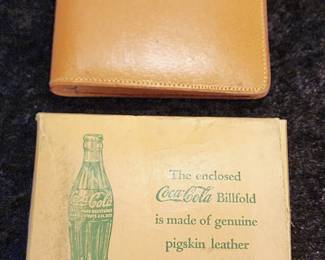 Coca-Cola
The enclosed
Coca-Cola Billfold
is made of genuine
pigskin leather